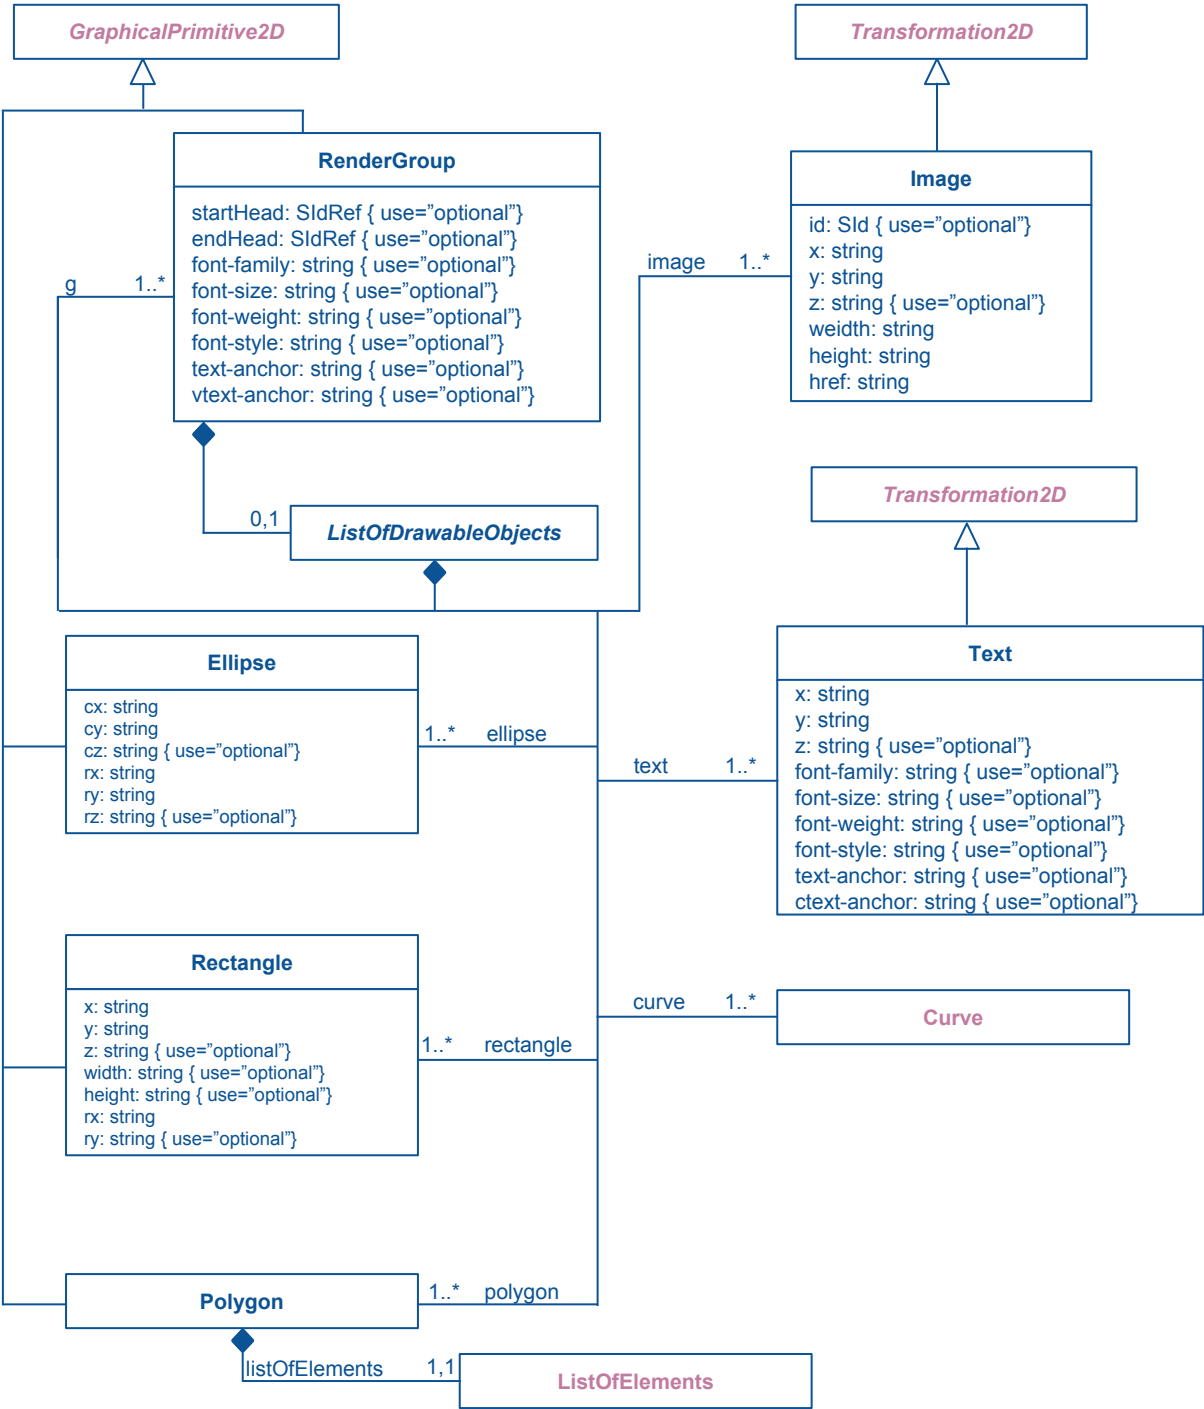 GraphicalPrimitive2D
Transformation2D
RenderGroup
startHead: SIdRef { use=”optional”}
endHead: SIdRef { use=”optional”}
font-family: string { use=”optional”}
font-size: string { use=”optional”}
font-weight: string { use=”optional”}
font-style: string { use=”optional”}
text-anchor: string { use=”optional”}
vtext-anchor: string { use=”optional”}
g 1..*
image 1..*
Image
id: SId { use=”optional”}
x: string
y: string
z: string { use=”optional”}
weidth: string
height: string
href: string
0,1
ListOfDrawableObjects
Transformation2D
Ellipse
cx: string
cy: string
cz: string { use=”optional”}
rx: string
ry: string
rz: string { use=”optional”}
1..* ellipse
text 1..*
Text
x: string
y: string
z: string { use=”optional”}
font-family: string { use=”optional”}
font-size: string { use=”optional”}
font-weight: string { use=”optional”}
font-style: string { use=”optional”}
text-anchor: string { use=”optional”}
ctext-anchor: string { use=”optional”}
Rectangle
x: string
y: string
z: string { use=”optional”}
width: string { use=”optional”}
height: string { use=”optional”}
rx: string
ry: string { use=”optional”}
1..* rectangle
curve 1..*
Curve
Polygon
1..* polygon
listOfElements 1,1
ListOfElements